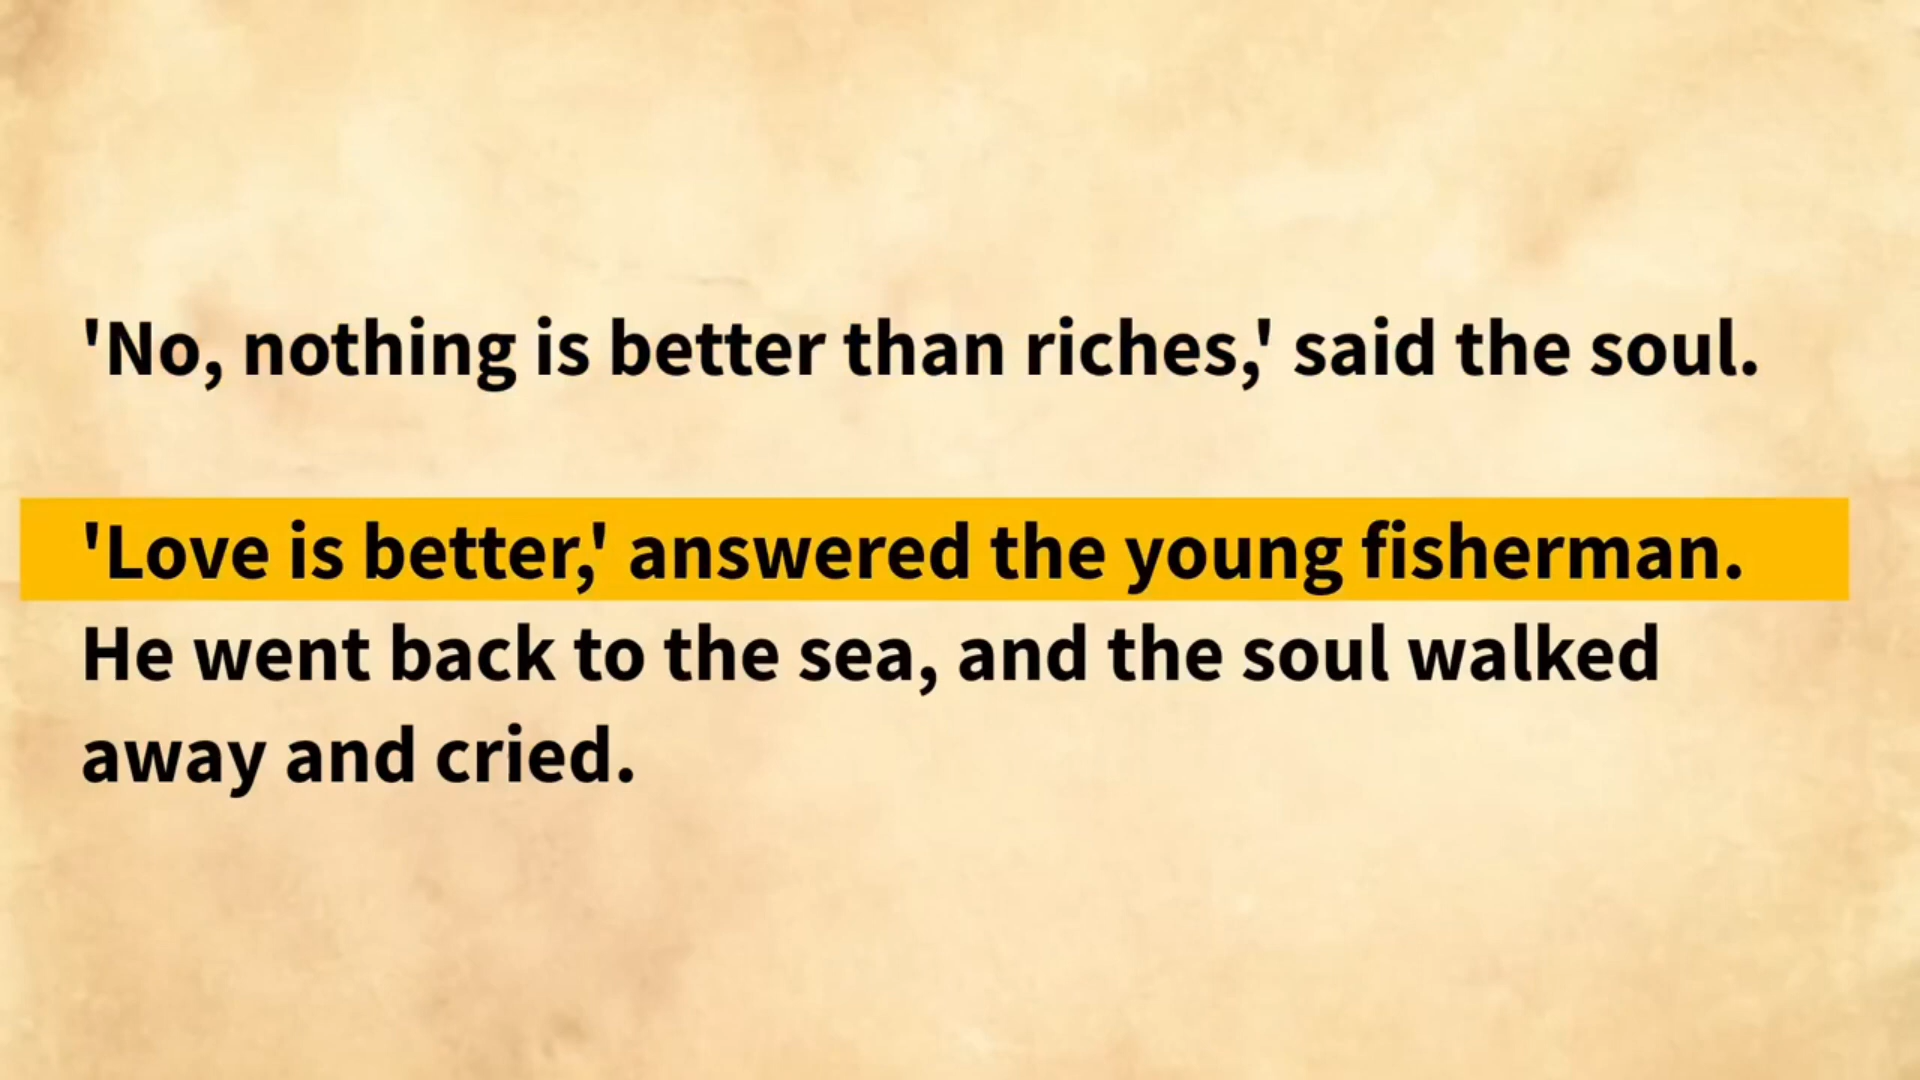 'No, nothing is better than riches,' said the soul.
'Love is better,' answered the young fisherman.
He went back to the sea, and the soul walked
away and cried.